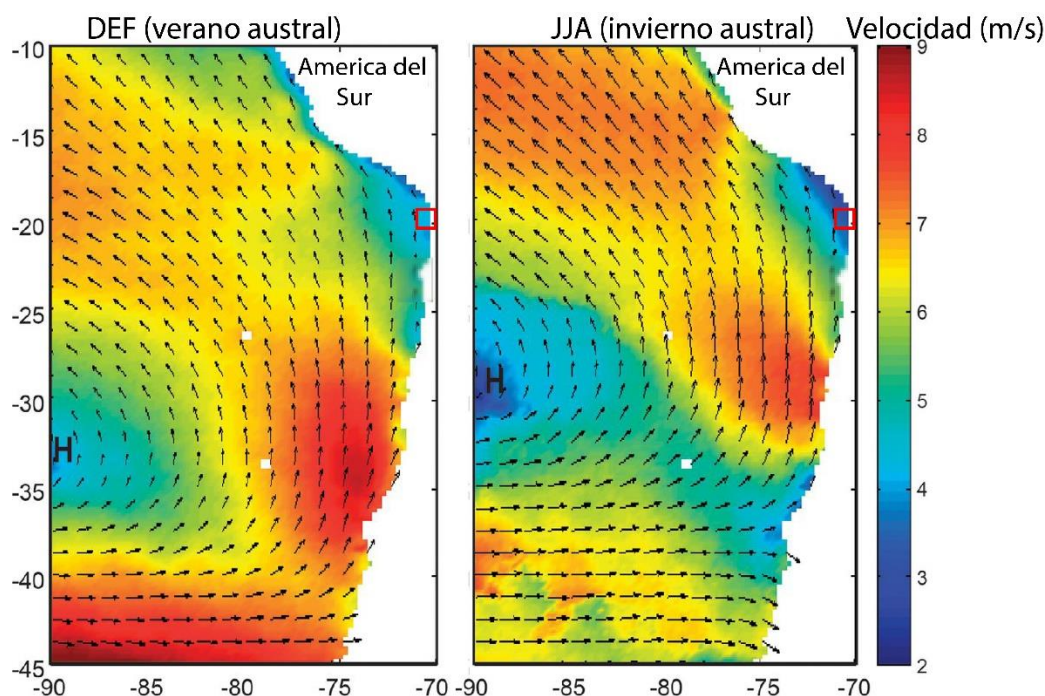 DEF (verano austral)
JJA (invierno austral)
Velocidad (m/s)
America del
Sur
America del
Sur
H
H
-10
-15
-20
-25
-30
-35
-40
-45
-90
-85
-80
-75
-70
-90
-85
-80
-75
-70
9
8
7
6
5
4
3
2